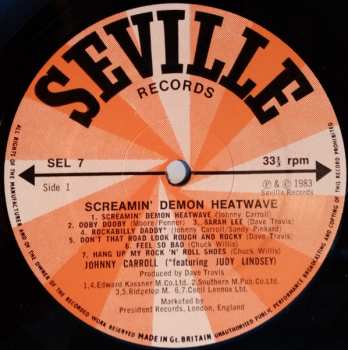 SEVILLE
RECORDS
SEL 7
33⅓ rpm
Side 1
℗ & © 1983
Seville Records
SCREAMIN' DEMON HEATWAVE
1. SCREAMIN' DEMON HEATWAVE (Johnny Carroll)
2. OOBY DOOBY (Moore/Penner) 3. SARAH LEE (Dave Travis)
4. ROCKABILLY DADDY* (Johnny Carroll/Sandy Pinkard)
5. DON'T THAT ROAD LOOK ROUGH AND ROCKY (Dave Travis)
6. FEEL SO BAD (Chuck Willis)
7. HANG UP MY ROCK 'N' ROLL SHOES (Chuck Willis)
JOHNNY CARROLL (*featuring JUDY LINDSEY)
Produced by Dave Travis
1,4.Edward Kassner M.Co.Ltd. 2.Southern M.Pub.Co.Ltd.
3,5.Ridgetop M. 6,7.Cecil Lennox Ltd.
Marketed by
President Records, London, England
ALL RIGHTS OF THE MANUFACTURER AND OF THE OWNER OF THE RECORDED WORK RESERVED MADE IN Gt. BRITAIN UNAUTHORISED PUBLIC PERFORMANCE, BROADCASTING AND COPYING OF THIS RECORD PROHIBITED